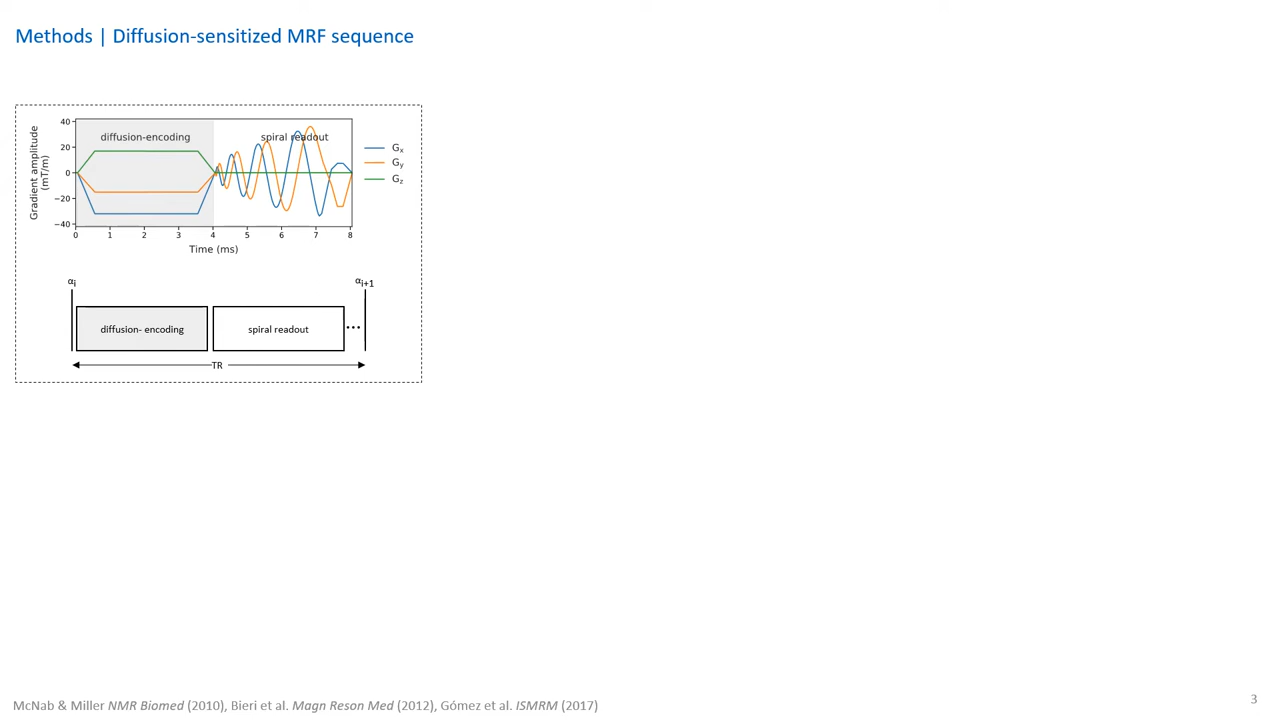 Methods | Diffusion-sensitized MRF sequence
Gradient amplitude
(mT/m)
40
20
0
−20
−40
diffusion-encoding
spiral readout
Gx
Gy
Gz
0 1 2 3 4 5 6 7 8
Time (ms)
αi
αi+1
diffusion- encoding
spiral readout
...
TR
McNab & Miller NMR Biomed (2010), Bieri et al. Magn Reson Med (2012), Gómez et al. ISMRM (2017)
3